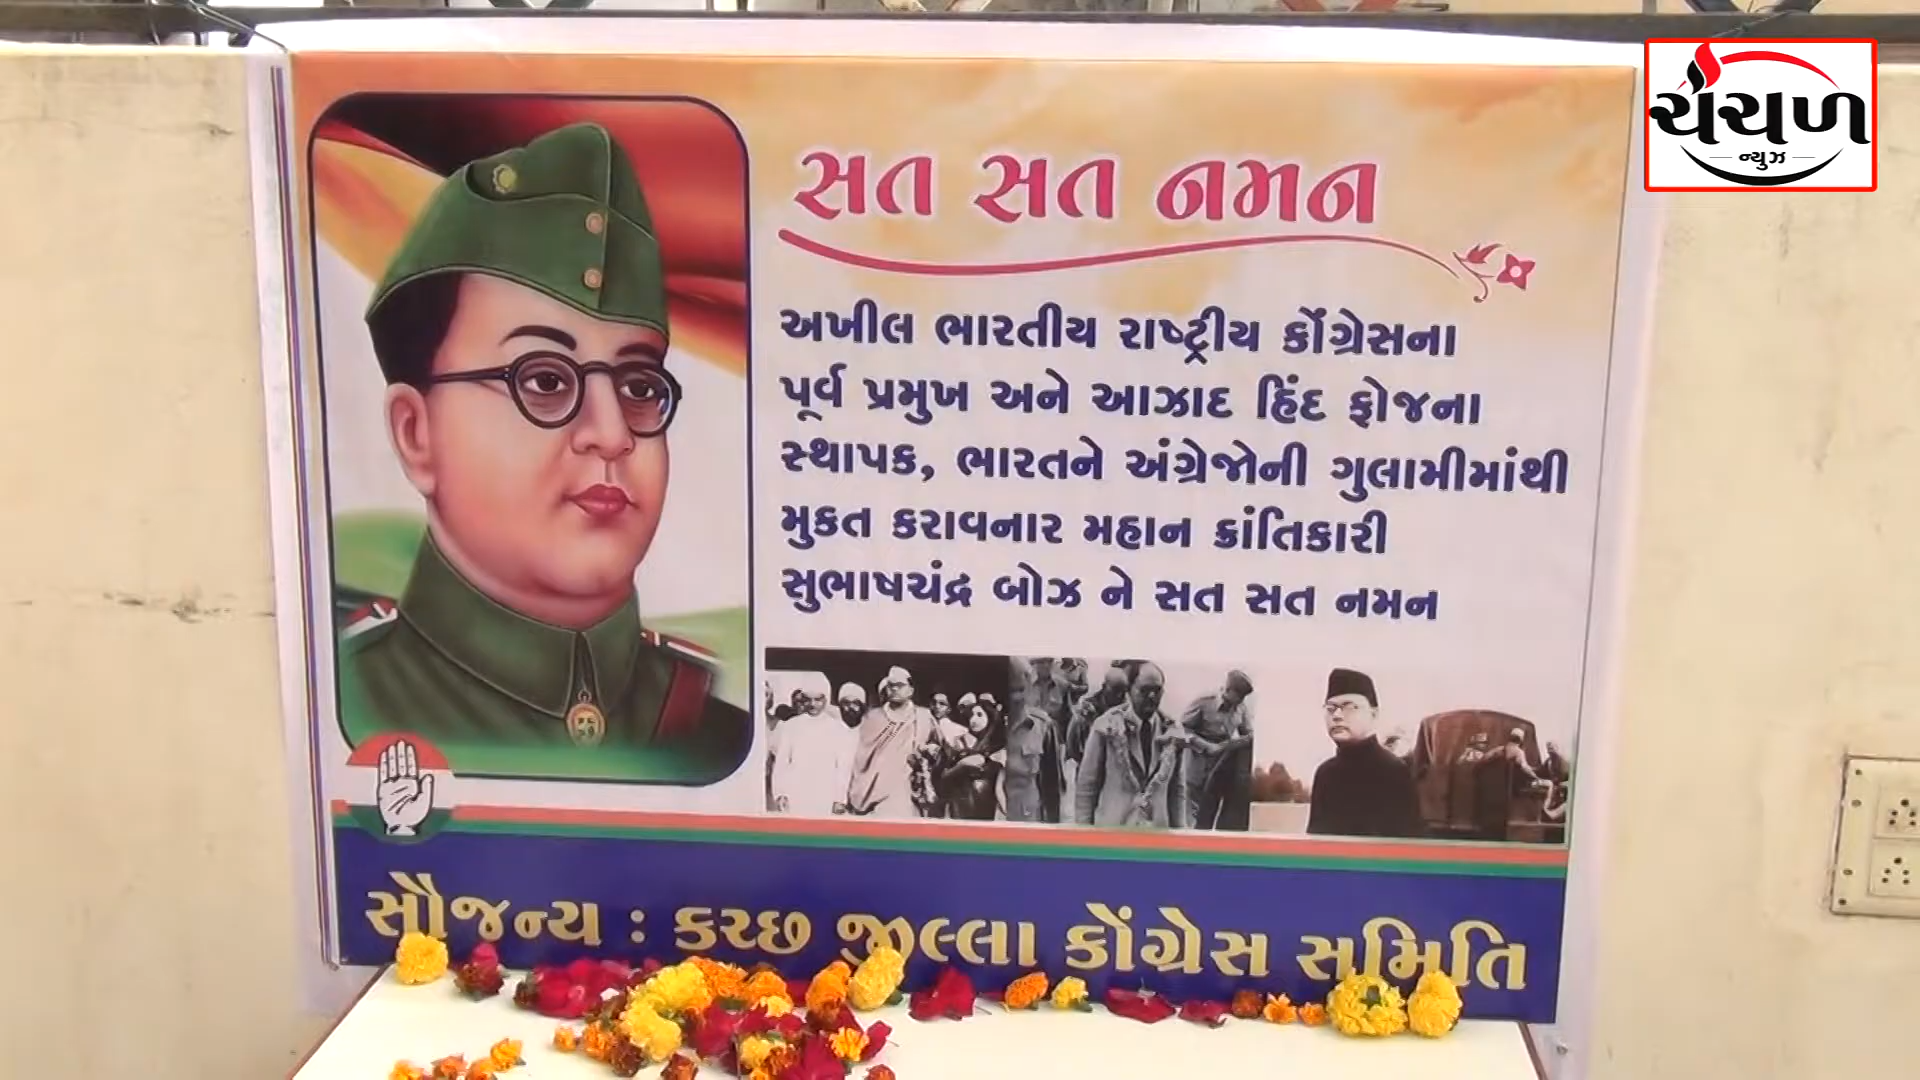 ચંચળ
ન્યુઝ
સત સત નમન
અખીલ ભારતીય રાષ્ટ્રીય કોંગ્રેસના
પૂર્વ પ્રમુખ અને આઝાદ હિંદ ફોજના
સ્થાપક, ભારતને અંગ્રેજોની ગુલામીમાંથી
મુકત કરાવનાર મહાન ક્રાંતિકારી
સુભાષચંદ્ર બોઝ ને સત સત નમન
સૌજન્ય : કચ્છ જીલ્લા કોંગ્રેસ સમિતિ